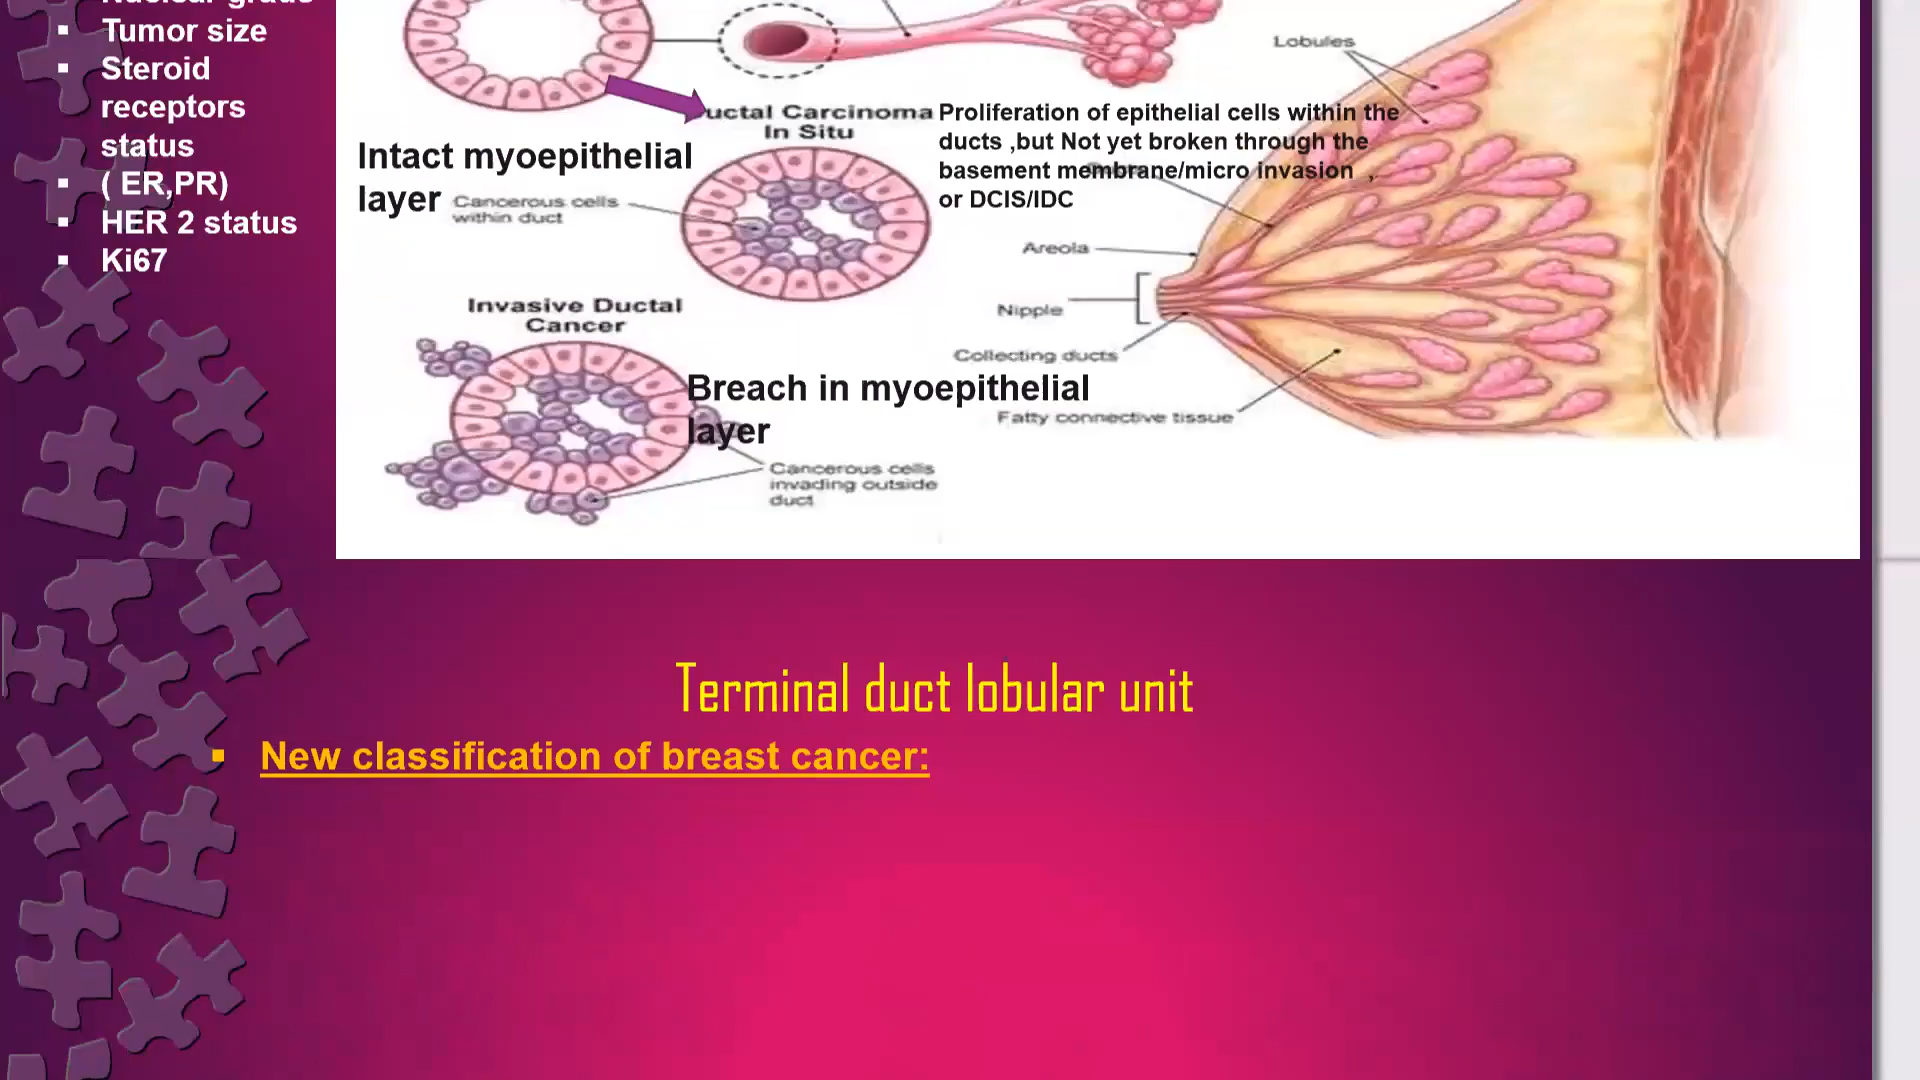 Nuclear grade
Tumor size
Steroid
receptors
status
( ER,PR)
HER 2 status
Ki67
Lobules
uctal Carcinoma
In Situ
Proliferation of epithelial cells within the
ducts ,but Not yet broken through the
basement membrane/micro invasion ,
or DCIS/IDC
Intact myoepithelial
layer
Cancerous cells
within duct
Areola
Nipple
Collecting ducts
Fatty connective tissue
Invasive Ductal
Cancer
Breach in myoepithelial
layer
Cancerous cells
invading outside
duct
Terminal duct lobular unit
New classification of breast cancer: